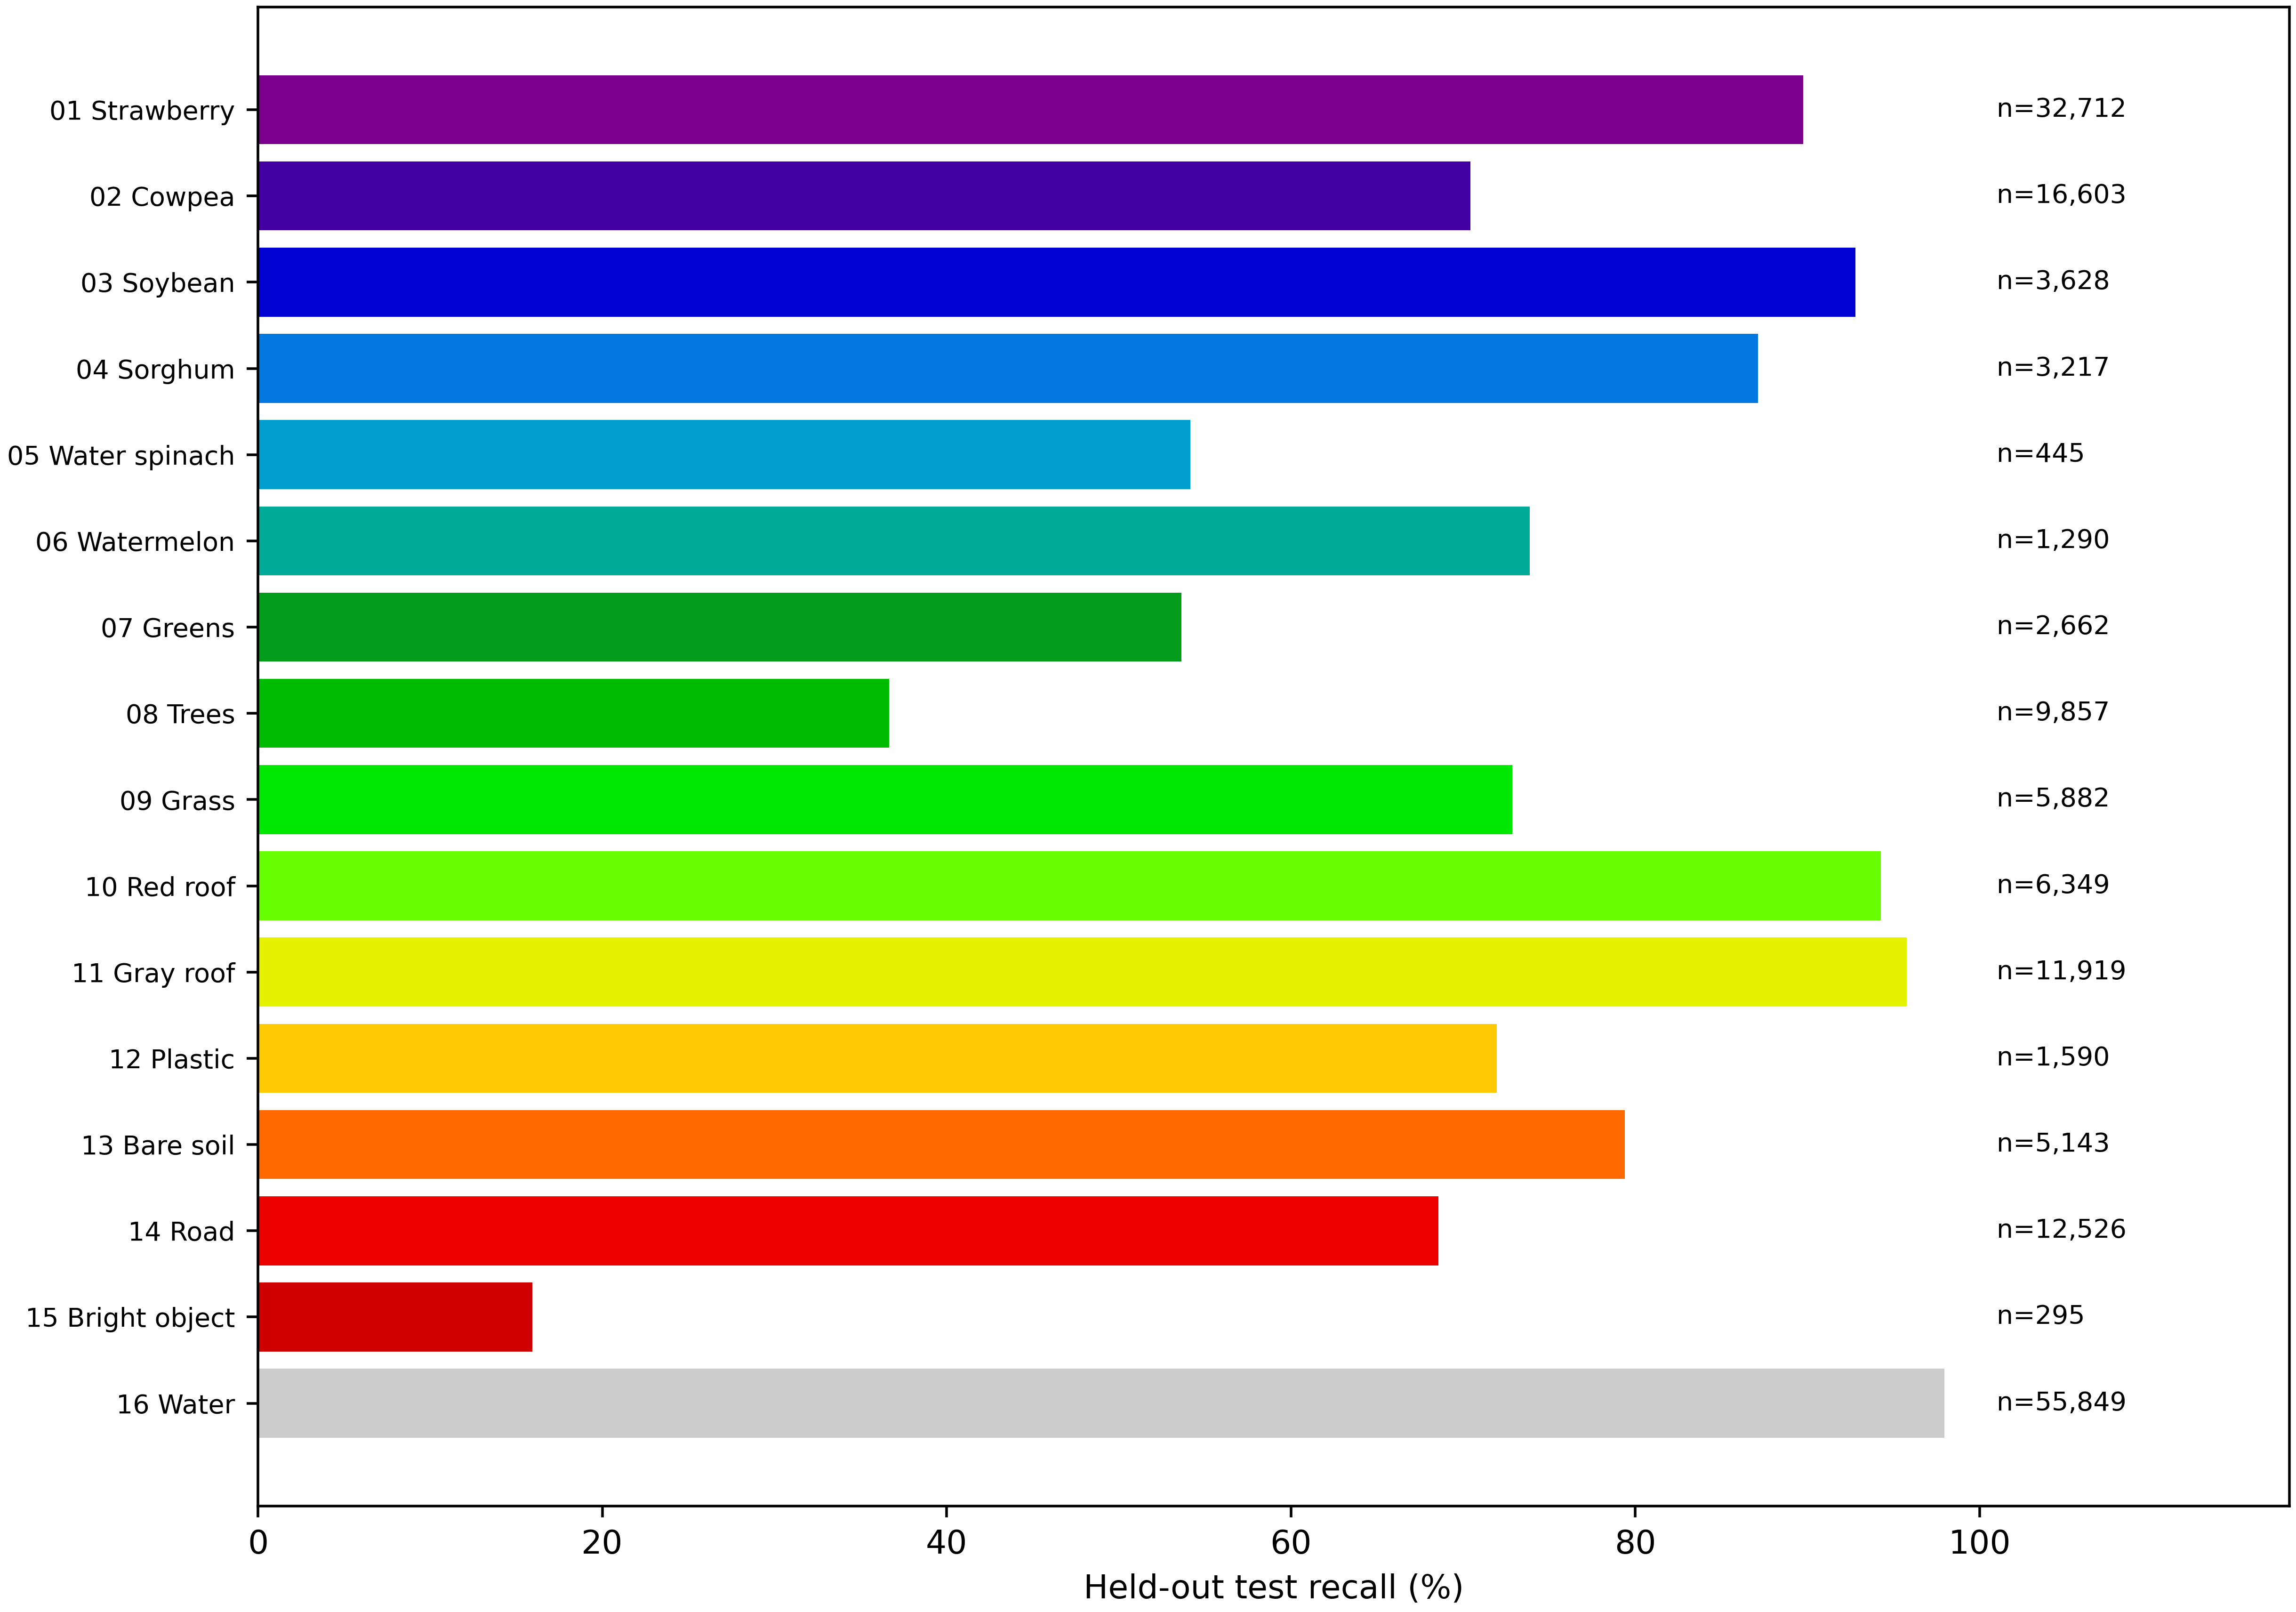 01 Strawberry n=32,712
02 Cowpea n=16,603
03 Soybean n=3,628
04 Sorghum n=3,217
05 Water spinach n=445
06 Watermelon n=1,290
07 Greens n=2,662
08 Trees n=9,857
09 Grass n=5,882
10 Red roof n=6,349
11 Gray roof n=11,919
12 Plastic n=1,590
13 Bare soil n=5,143
14 Road n=12,526
15 Bright object n=295
16 Water n=55,849
0 20 40 60 80 100
Held-out test recall (%)